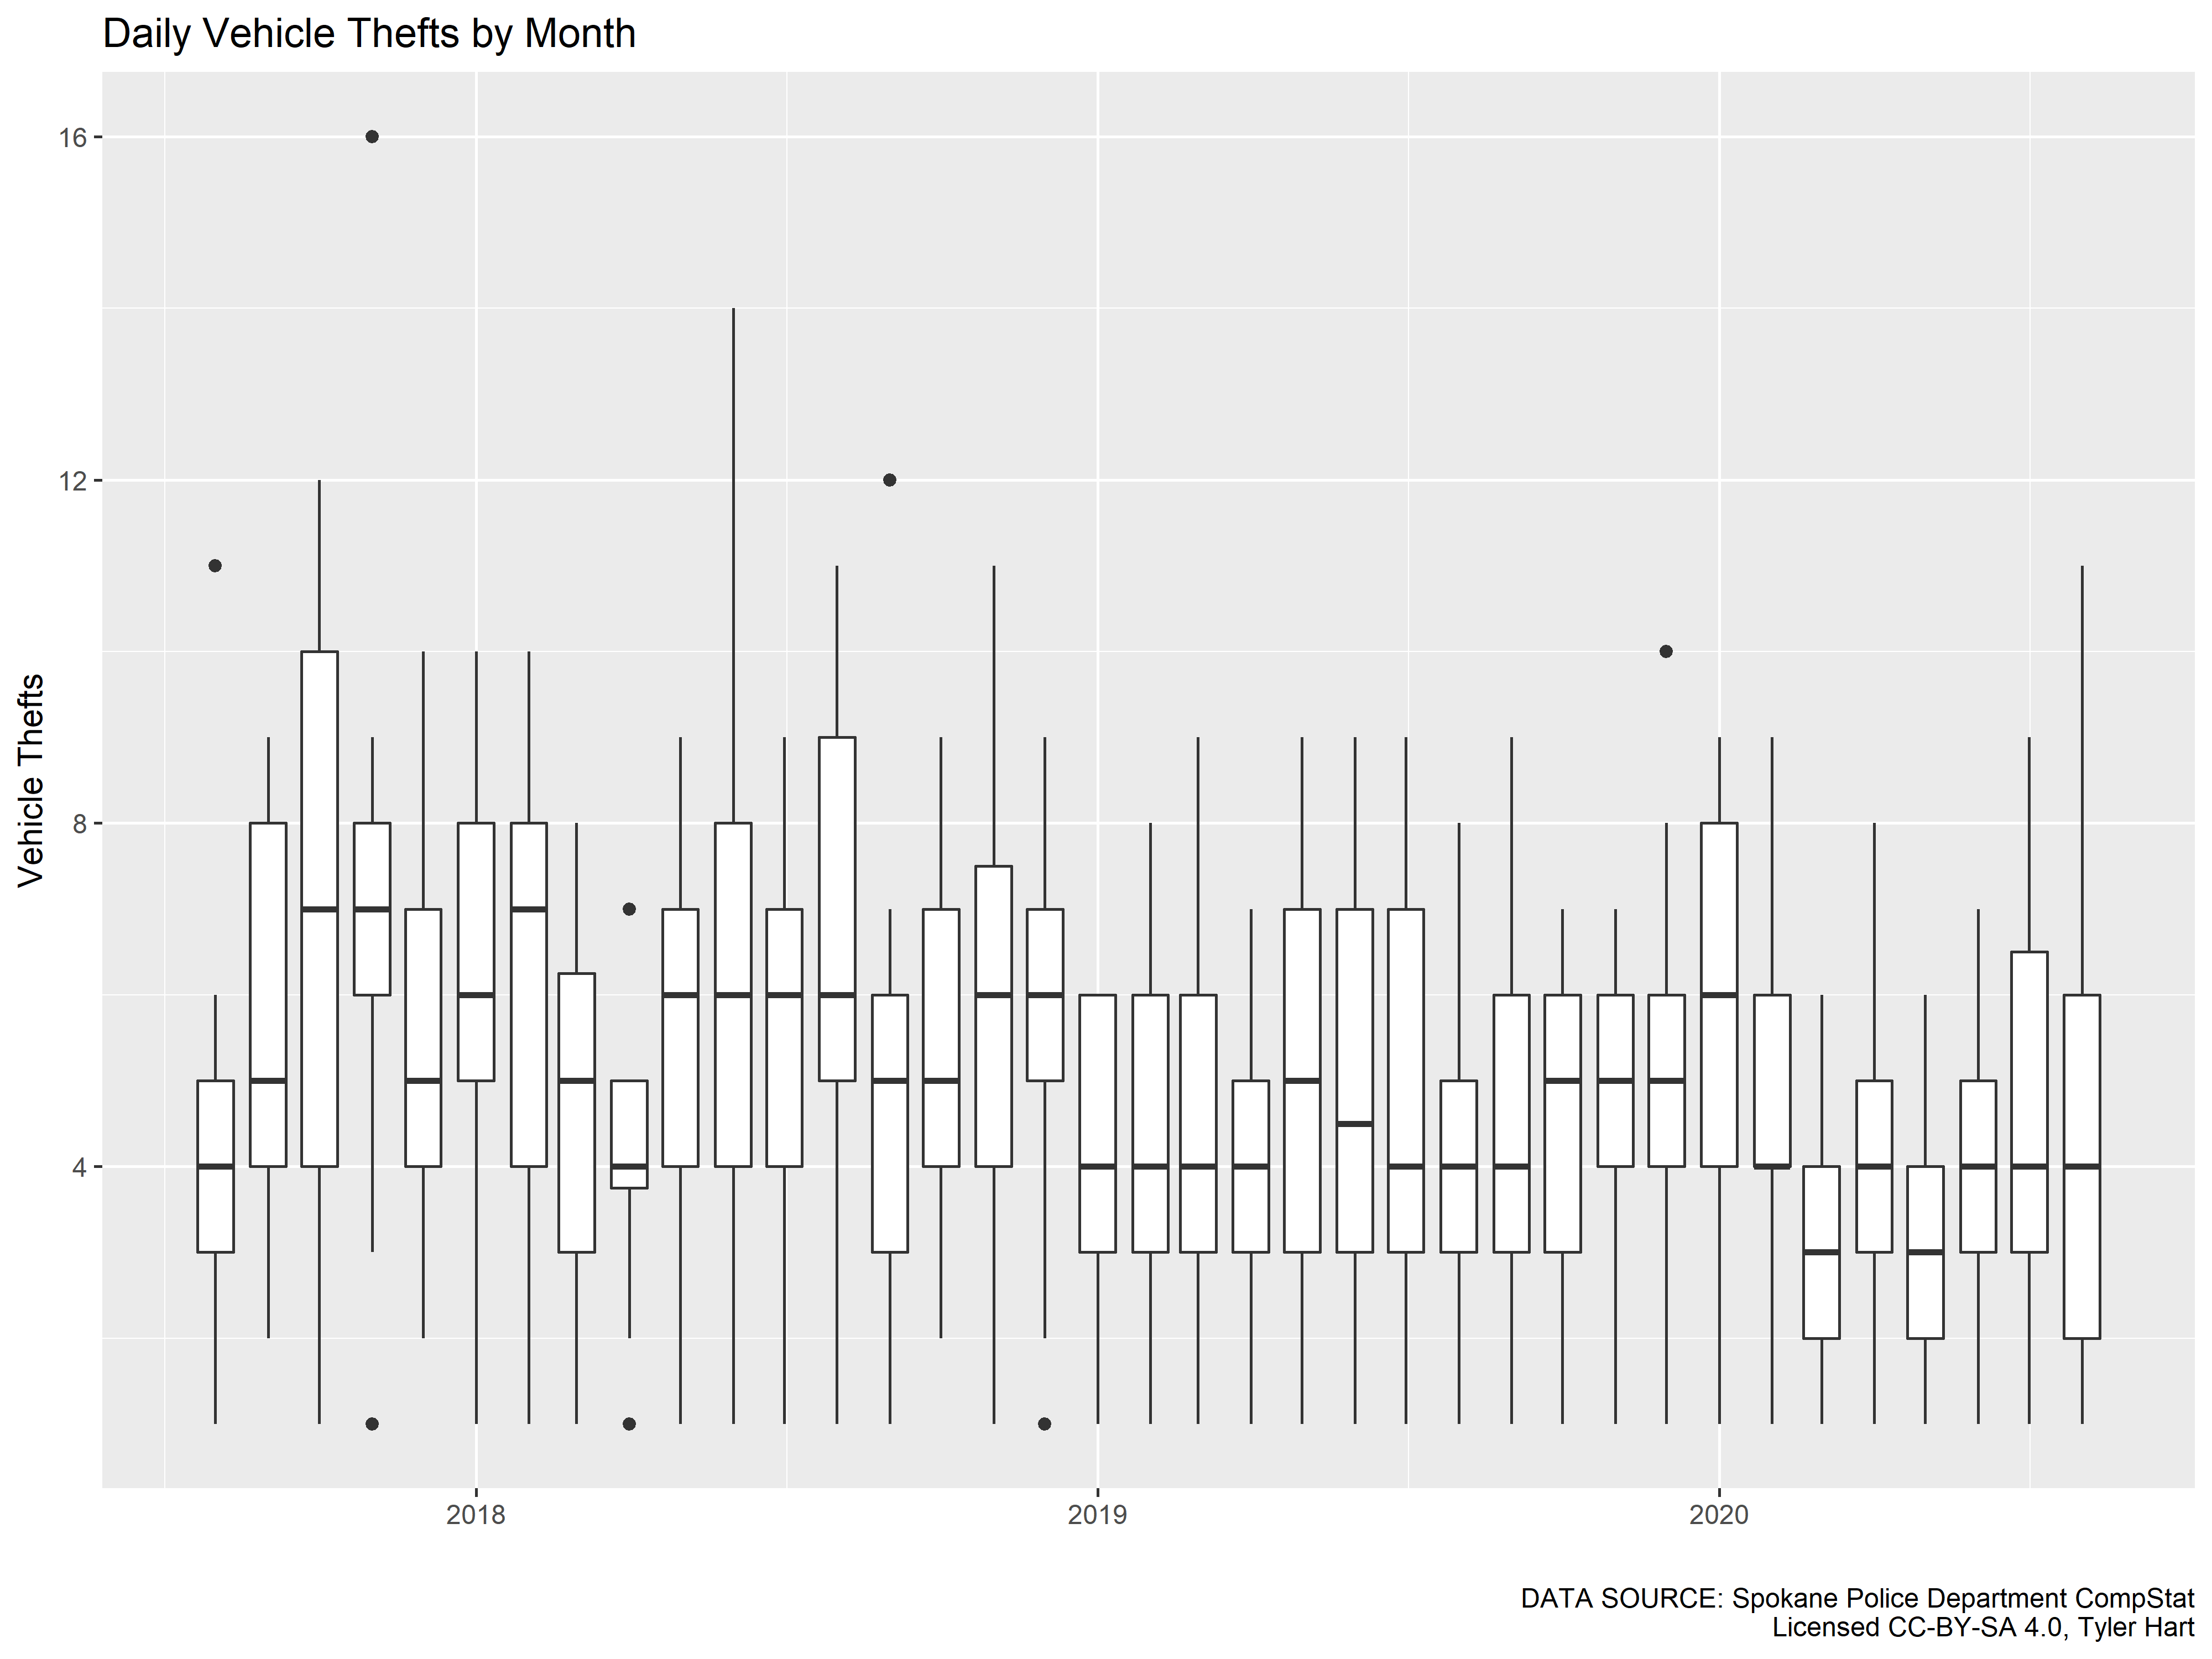 Daily Vehicle Thefts by Month
Vehicle Thefts
16
12
8
4
2018
2019
2020
DATA SOURCE: Spokane Police Department CompStat
Licensed CC-BY-SA 4.0, Tyler Hart